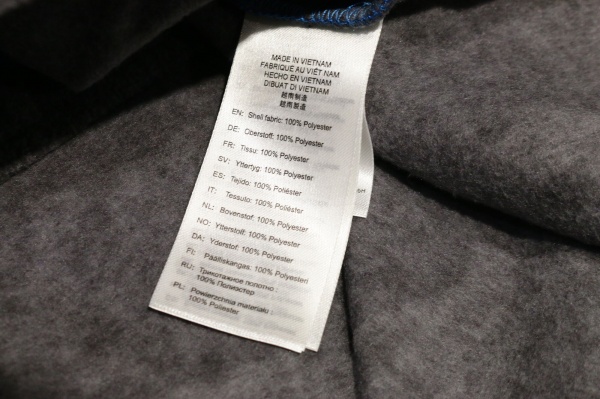 MADE IN VIETNAM
FABRIQUE AU VIÊT NAM
HECHO EN VIETNAM
DIBUAT DI VIETNAM
越南制造
越南製造
EN: Shell fabric: 100% Polyester
DE: Oberstoff: 100% Polyester
FR: Tissu: 100% Polyester
SV: Yttertyg: 100% Polyester
ES: Tejido: 100% Poliéster
IT: Tessuto: 100% Poliestere
NL: Bovenstof: 100% Polyester
NO: Ytterstoff: 100% Polyester
DA: Yderstof: 100% Polyester
FI: Päällikangas: 100% Polyesteri
RU: Трикотажное полотно :
100% Полиэстер
PL: Powierzchnia materiału :
100% Poliester